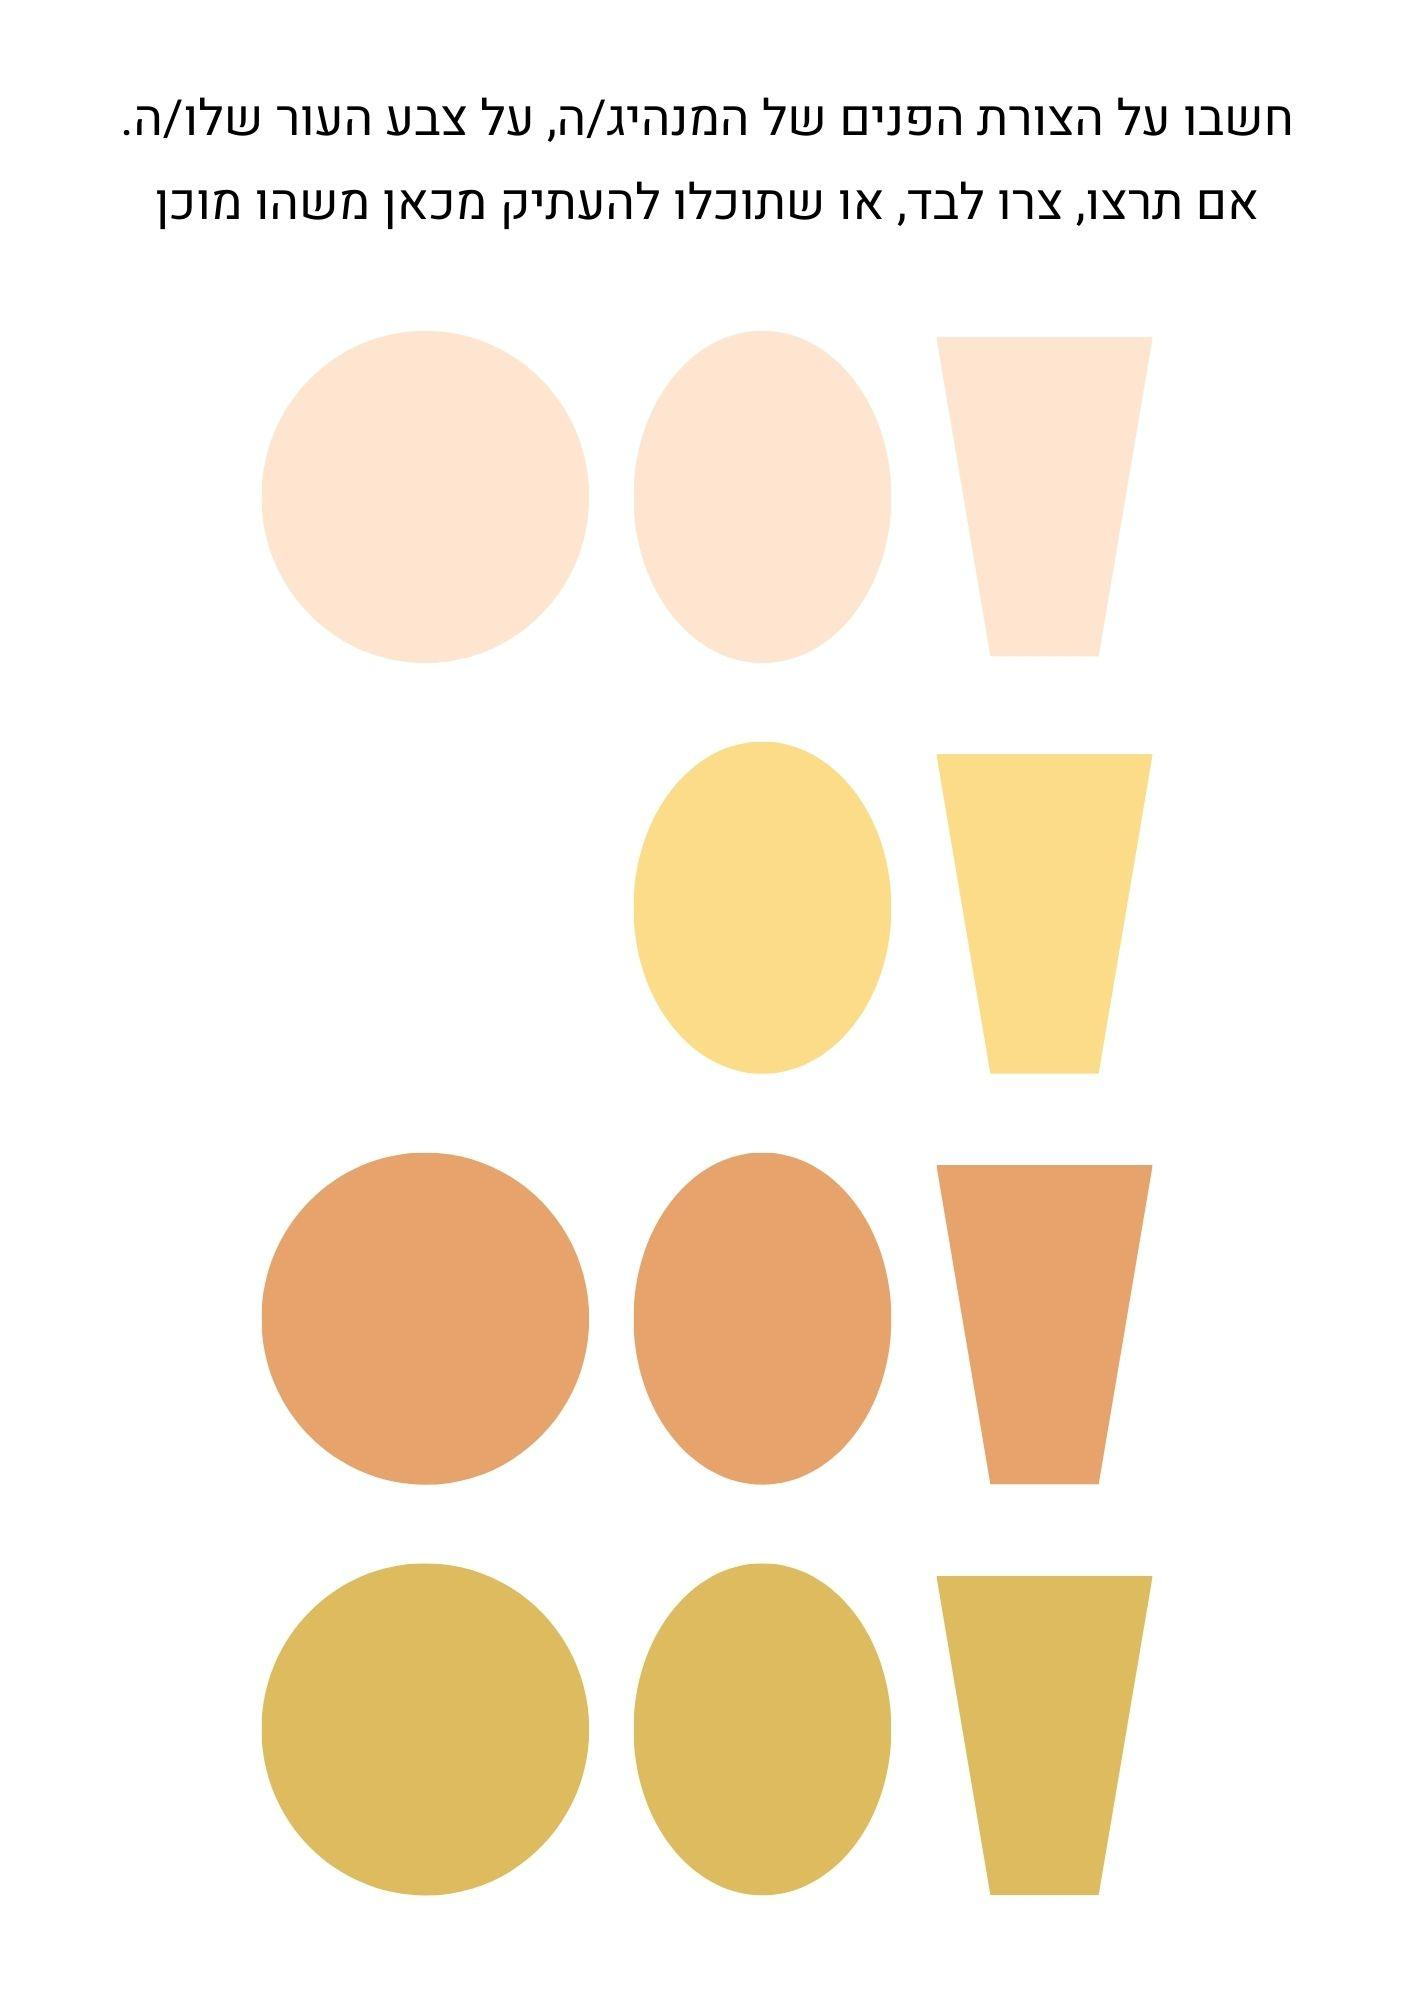 חשבו על הצורת הפנים של המנהיג/ה, על צבע העור שלו/ה.
אם תרצו, צרו לבד, או שתוכלו להעתיק מכאן משהו מוכן